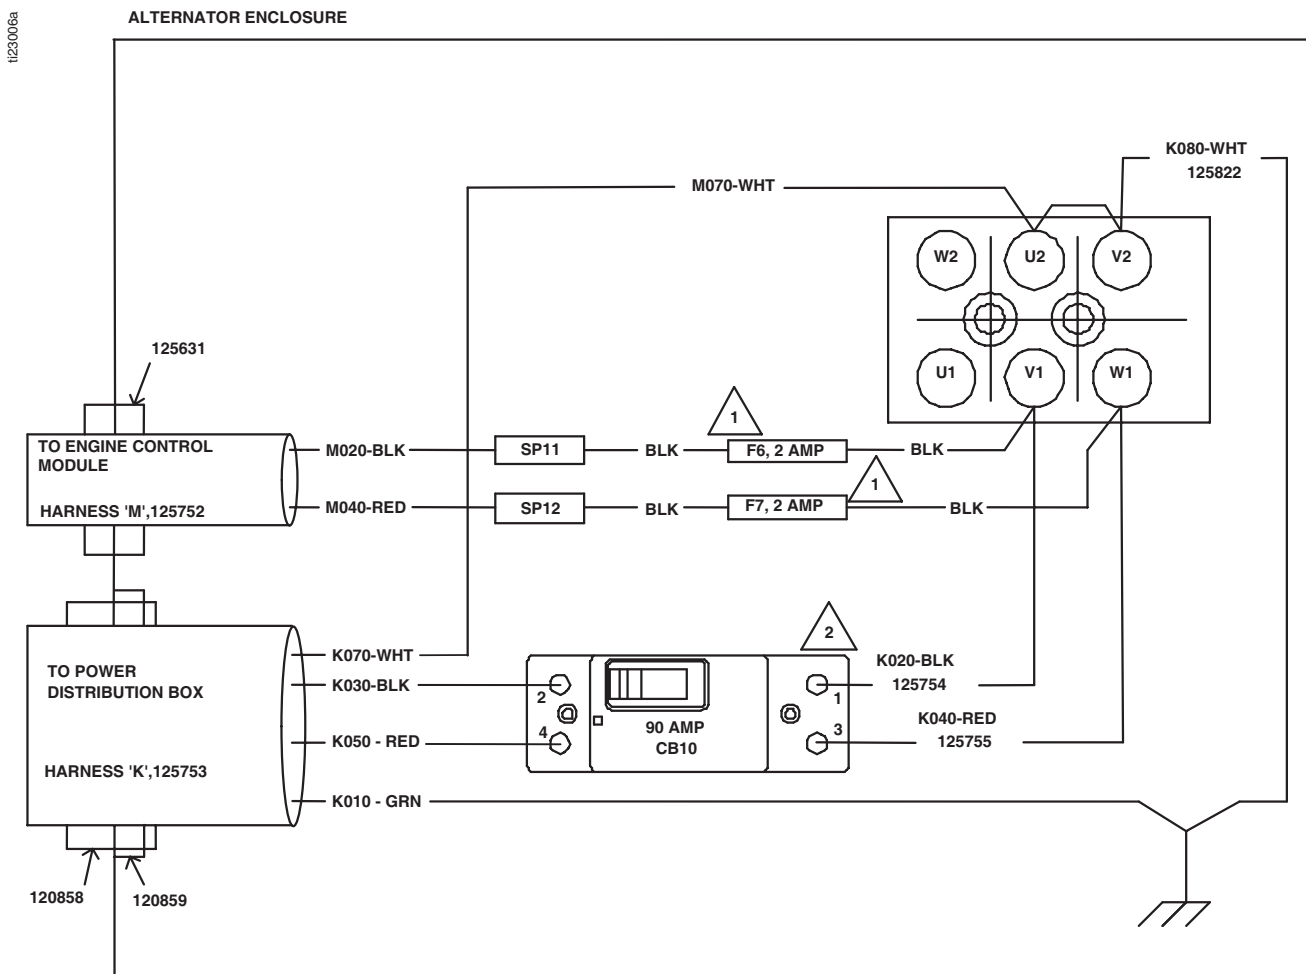 ti23006a
ALTERNATOR ENCLOSURE
K080-WHT
125822
M070-WHT
W2
U2
V2
U1
V1
W1
125631
TO ENGINE CONTROL
MODULE
HARNESS 'M',125752
M020-BLK
SP11
BLK
1
F6, 2 AMP
BLK
M040-RED
SP12
BLK
F7, 2 AMP
1
BLK
TO POWER
DISTRIBUTION BOX
HARNESS 'K',125753
K070-WHT
K030-BLK
K050 - RED
K010 - GRN
2
4
90 AMP
CB10
2
1
3
K020-BLK
125754
K040-RED
125755
120858
120859